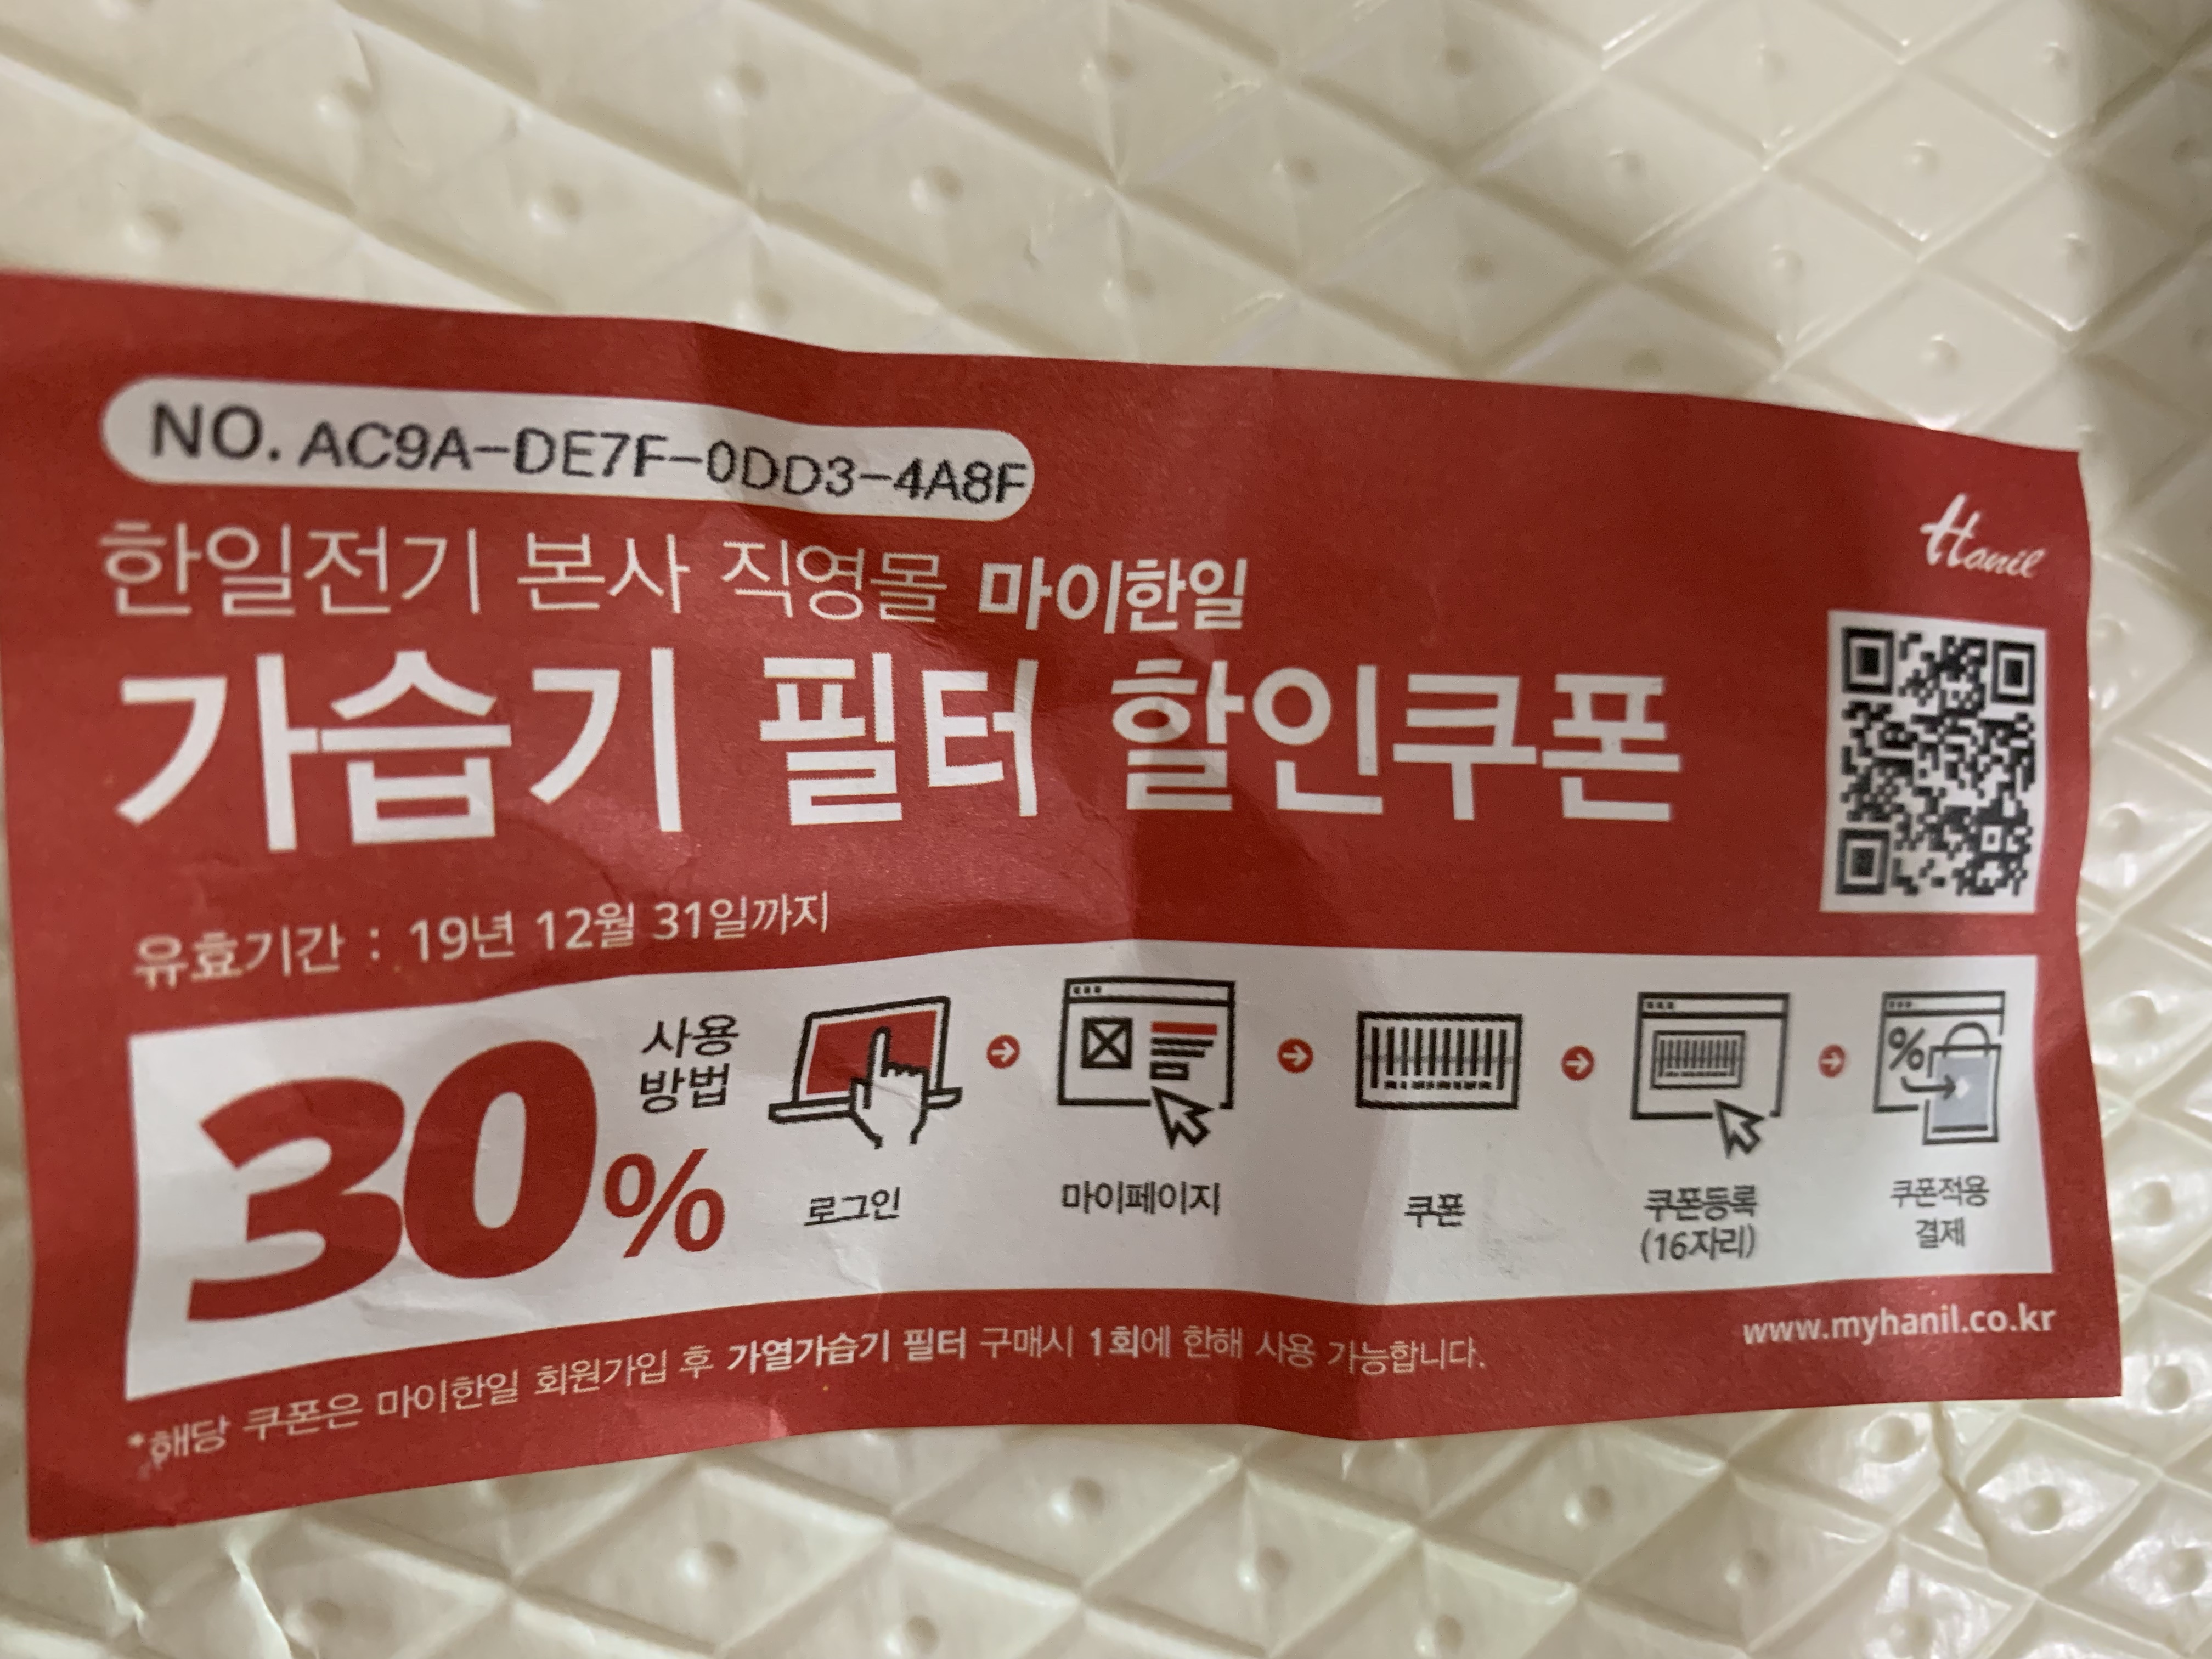 NO. AC9A-DE7F-0DD3-4A8F
Hanil
한일전기 본사 직영몰 마이한일
가습기 필터 할인쿠폰
유효기간 : 19년 12월 31일까지
30%
사용
방법
로그인
마이페이지
쿠폰
쿠폰등록
(16자리)
쿠폰적용
결제
*해당 쿠폰은 마이한일 회원가입 후 가열가습기 필터 구매시 1회에 한해 사용 가능합니다.
www.myhanil.co.kr